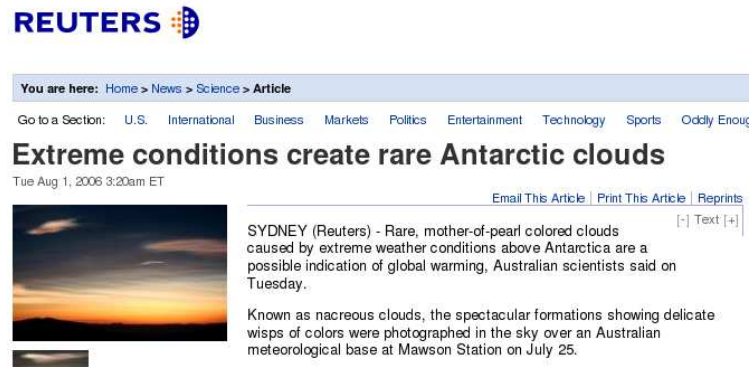 REUTERS
You are here: Home > News > Science > Article
Go to a Section: U.S. International Business Markets Politics Entertainment Technology Sports Oddly Enoug
Extreme conditions create rare Antarctic clouds
Tue Aug 1, 2006 3:20am ET
Email This Article | Print This Article | Reprints
[-] Text [+]
SYDNEY (Reuters) - Rare, mother-of-pearl colored clouds
caused by extreme weather conditions above Antarctica are a
possible indication of global warming, Australian scientists said on
Tuesday.
Known as nacreous clouds, the spectacular formations showing delicate
wisps of colors were photographed in the sky over an Australian
meteorological base at Mawson Station on July 25.